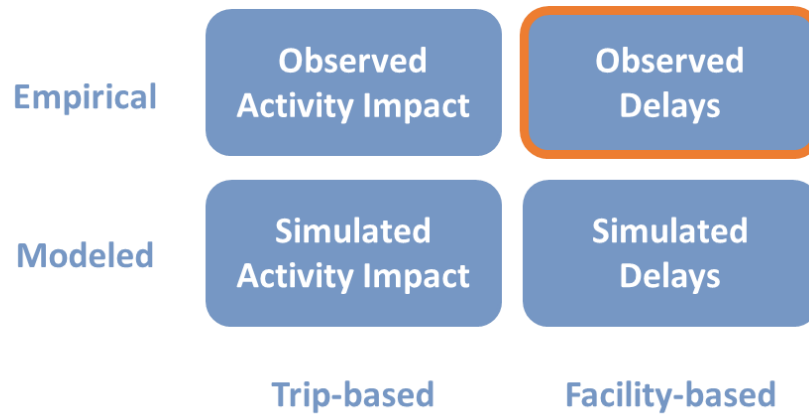 Empirical
Observed
Activity Impact
Observed
Delays
Modeled
Simulated
Activity Impact
Simulated
Delays
Trip-based
Facility-based